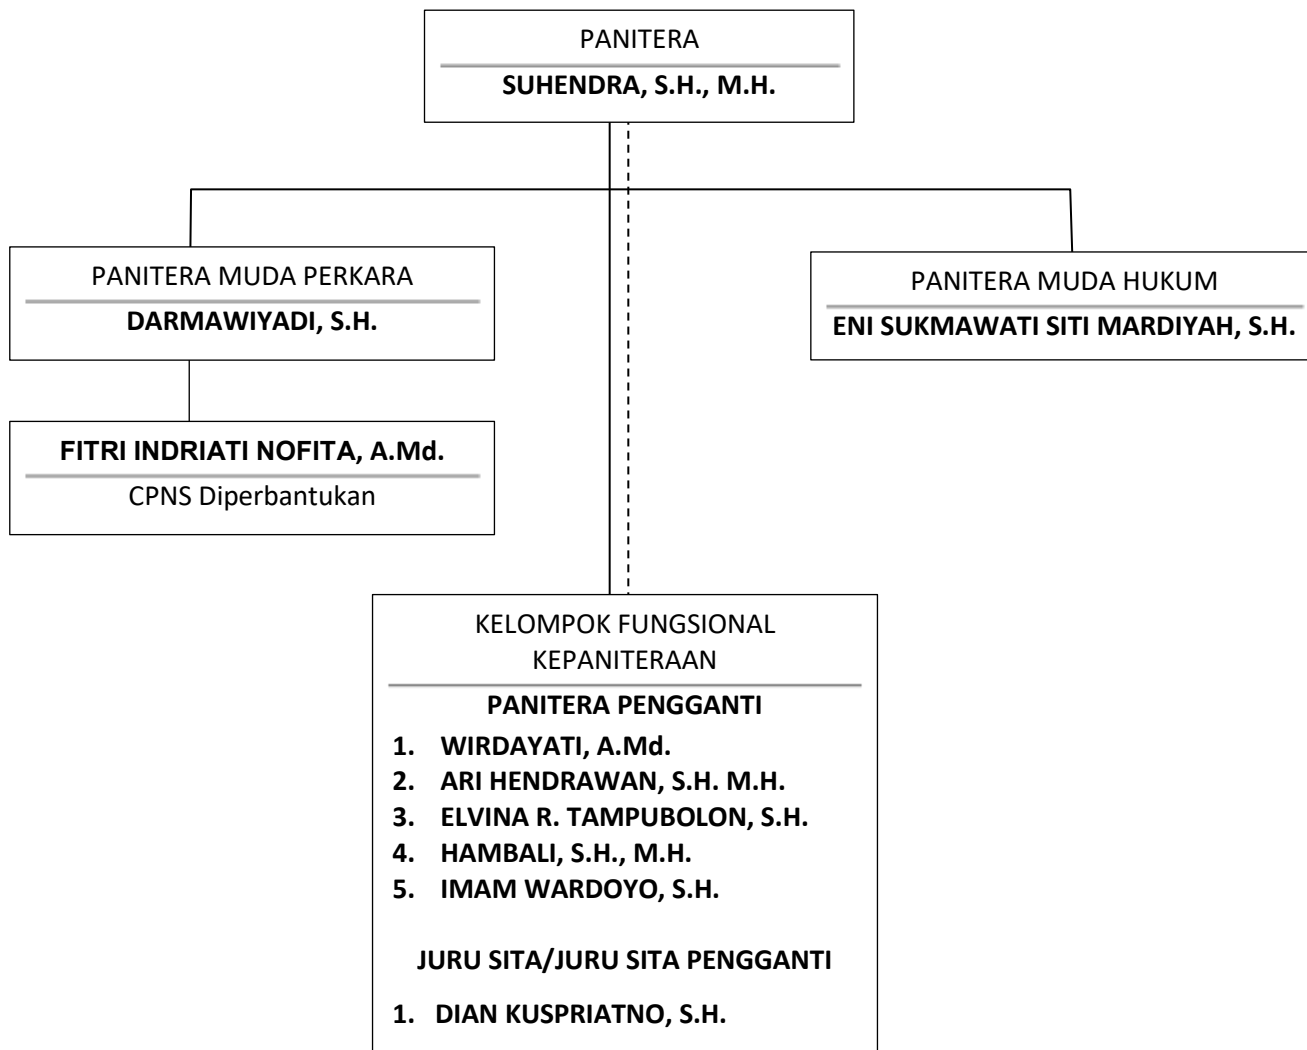 PANITERA
SUHENDRA, S.H., M.H.
PANITERA MUDA PERKARA
DARMAWIYADI, S.H.
PANITERA MUDA HUKUM
ENI SUKMAWATI SITI MARDIYAH, S.H.
FITRI INDRIATI NOFITA, A.Md.
CPNS Diperbantukan
KELOMPOK FUNGSIONAL
KEPANITERAAN
PANITERA PENGGANTI
1. WIRDAYATI, A.Md.
2. ARI HENDRAWAN, S.H. M.H.
3. ELVINA R. TAMPUBOLON, S.H.
4. HAMBALI, S.H., M.H.
5. IMAM WARDOYO, S.H.
JURU SITA/JURU SITA PENGGANTI
1. DIAN KUSPRIATNO, S.H.